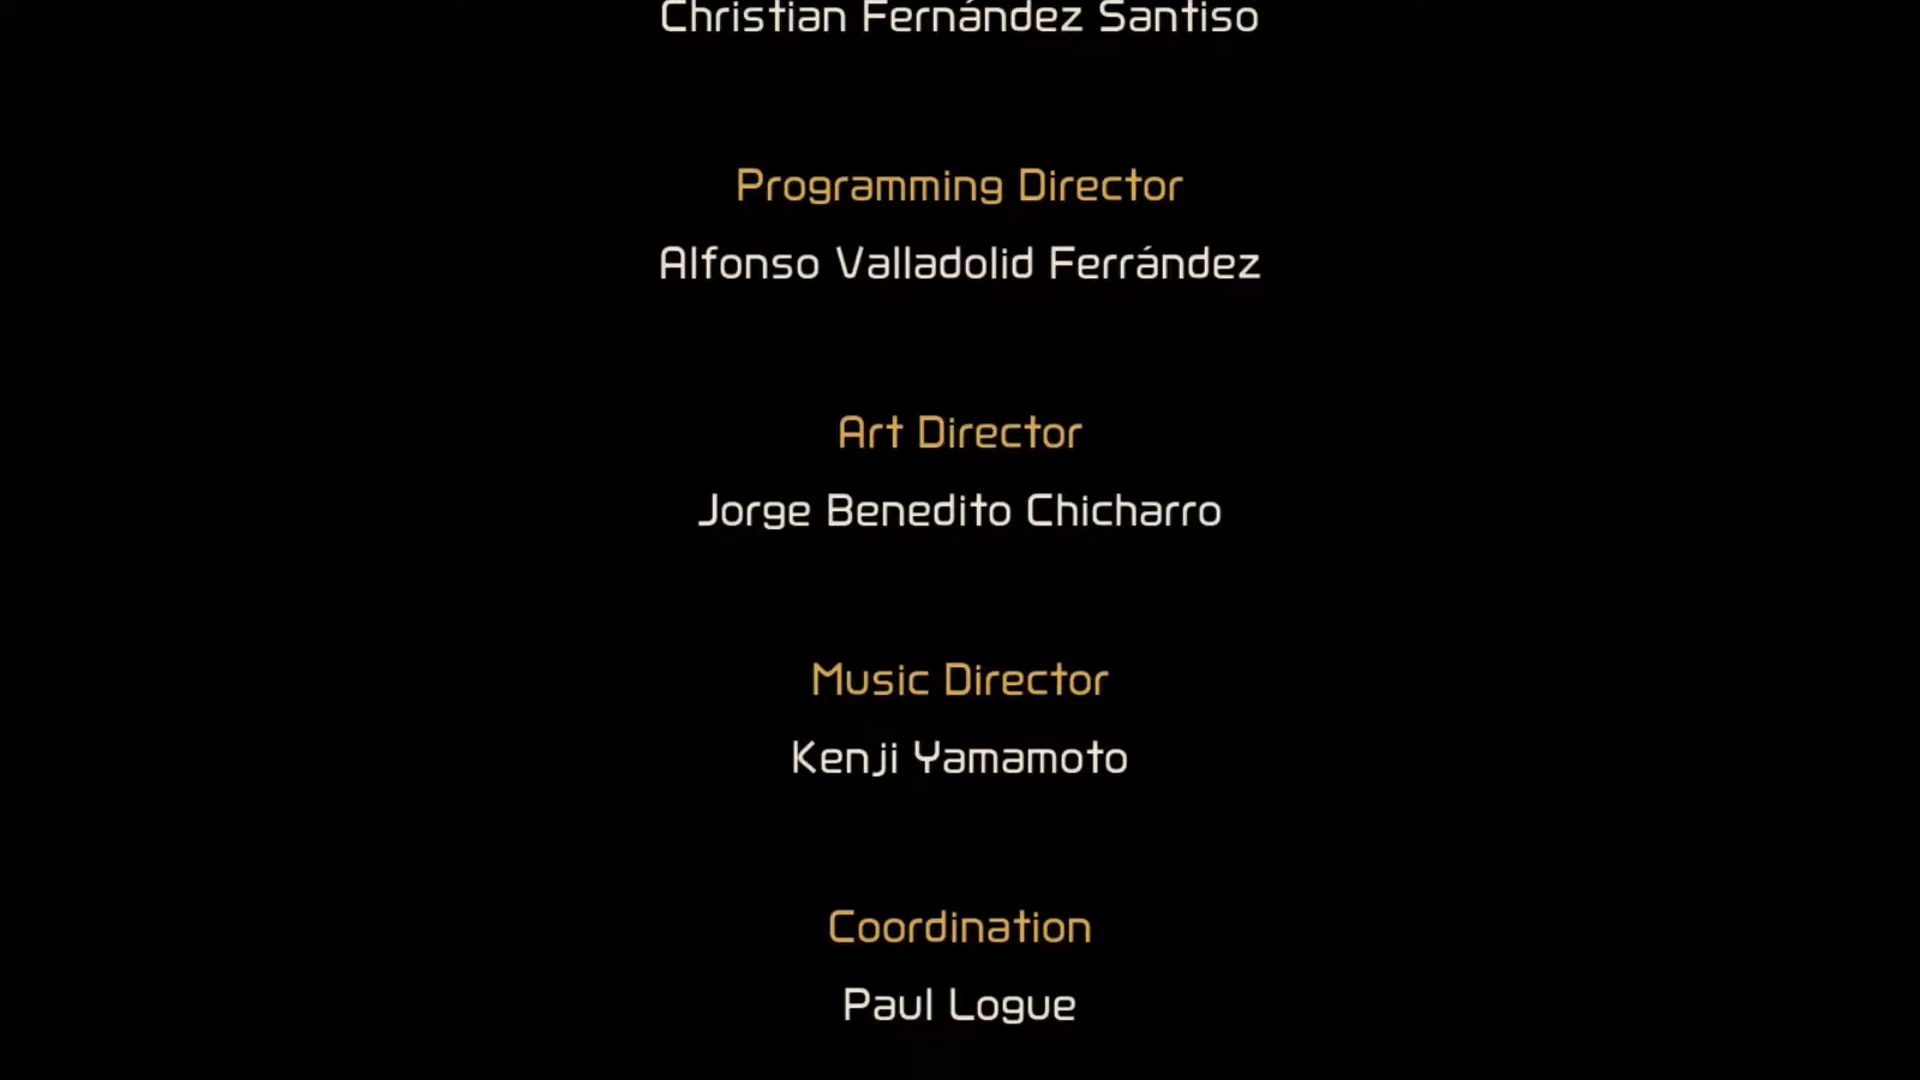 Christian Fernández Santiso
Programming Director
Alfonso Valladolid Ferrández
Art Director
Jorge Benedito Chicharro
Music Director
Kenji Yamamoto
Coordination
Paul Logue